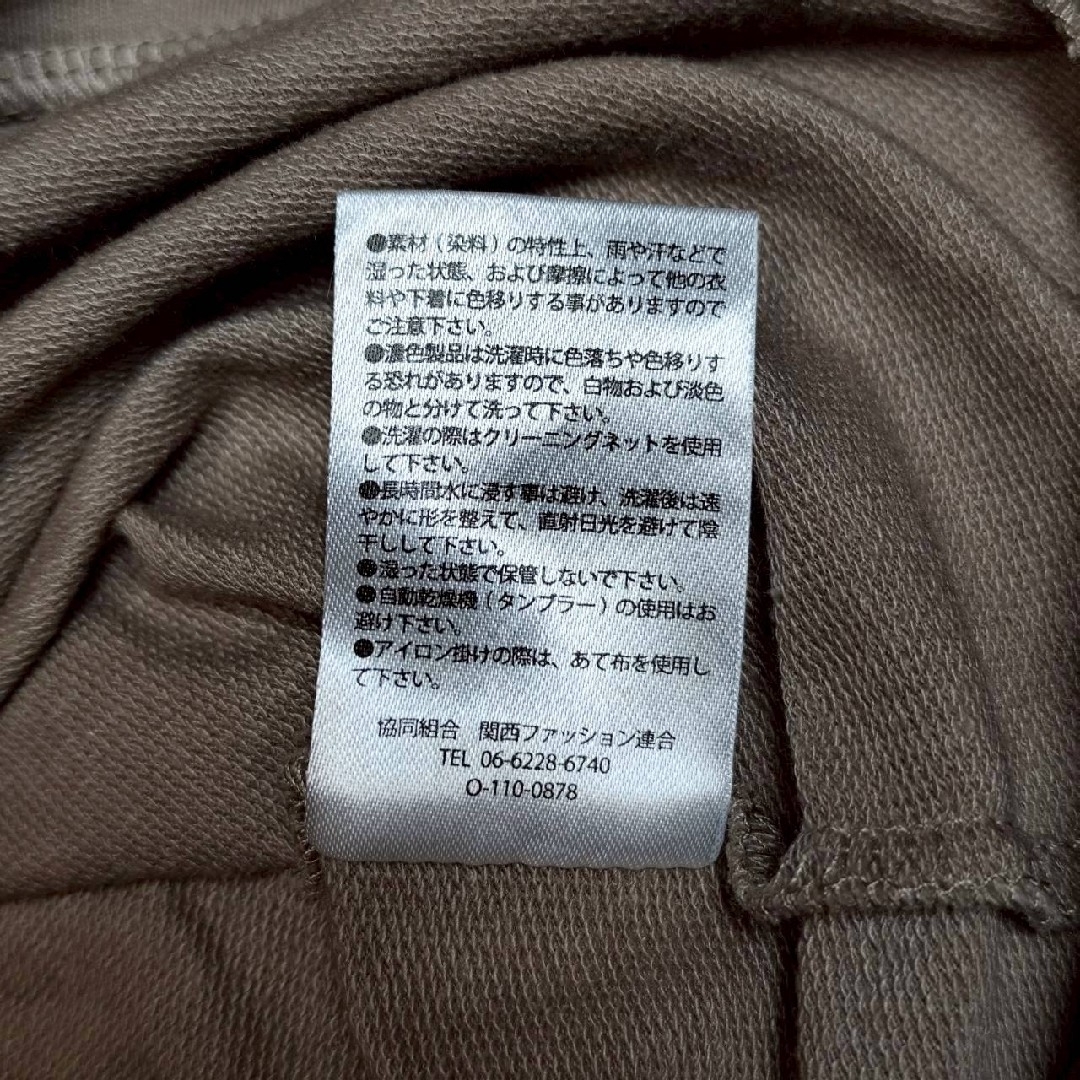 ●素材（染料）の特性上、雨や汗などで
湿った状態、および摩擦によって他の衣
料や下着に色移りする事がありますので
ご注意下さい。
●濃色製品は洗濯時に色落ちや色移りす
る恐れがありますので、白物および淡色
の物と分けて洗って下さい。
●洗濯の際はクリーニングネットを使用
して下さい。
●長時間水に浸す事は避け、洗濯後は速
やかに形を整えて、直射日光を避けて陰
干しして下さい。
●湿った状態で保管しないで下さい。
●自動乾燥機（タンブラー）の使用はお
避け下さい。
●アイロン掛けの際は、あて布を使用し
て下さい。
協同組合　関西ファッション連合
TEL 06-6228-6740
O-110-0878